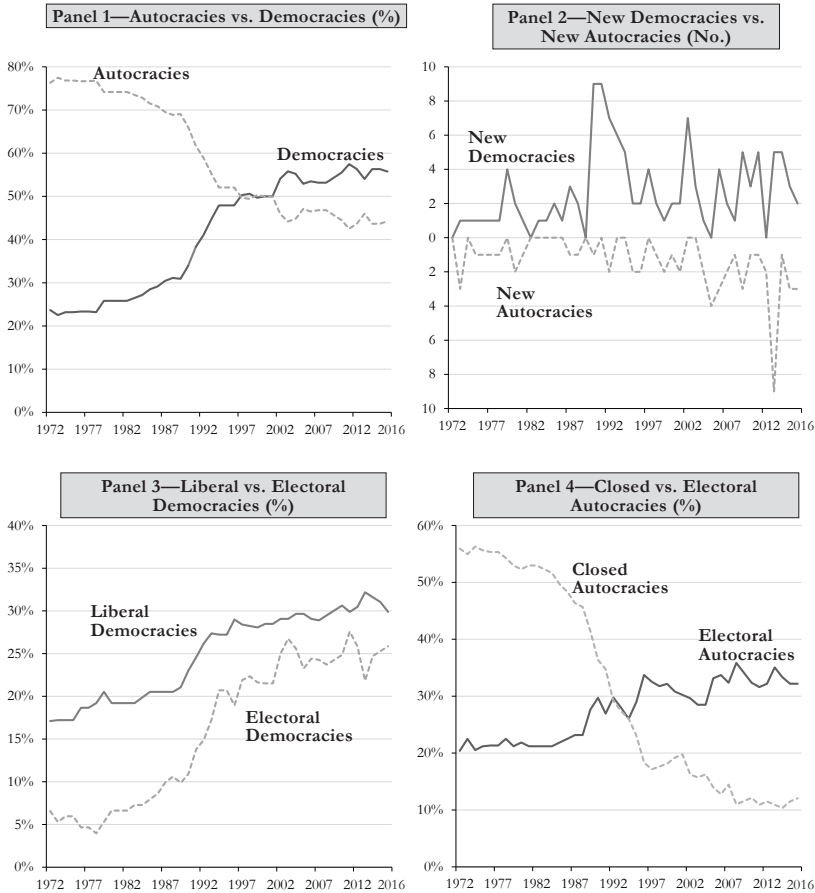 Panel 1—Autocracies vs. Democracies (%)
80%
70%
60%
50%
40%
30%
20%
10%
0%
Autocracies
Democracies
1972 1977 1982 1987 1992 1997 2002 2007 2012 2016
Panel 2—New Democracies vs.
New Autocracies (No.)
10
8
6
4
2
0
2
4
6
8
10
New
Democracies
New
Autocracies
1972 1977 1982 1987 1992 1997 2002 2007 2012 2016
Panel 3—Liberal vs. Electoral
Democracies (%)
40%
35%
30%
25%
20%
15%
10%
5%
0%
Liberal
Democracies
Electoral
Democracies
1972 1977 1982 1987 1992 1997 2002 2007 2012 2016
Panel 4—Closed vs. Electoral
Autocracies (%)
60%
50%
40%
30%
20%
10%
0%
Closed
Autocracies
Electoral
Autocracies
1972 1977 1982 1987 1992 1997 2002 2007 2012 2016